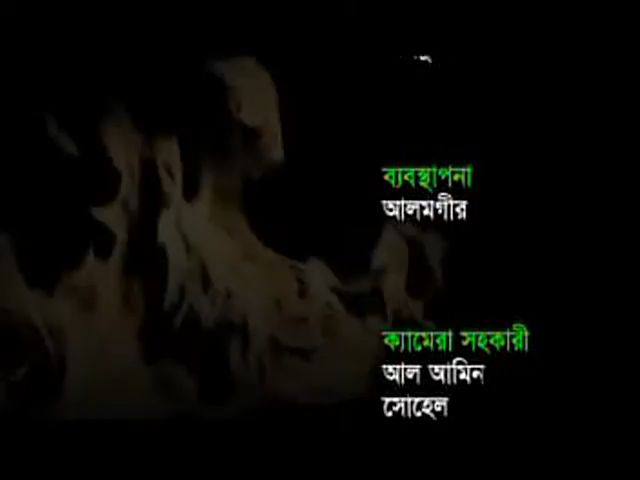 ব্যবস্থাপনা
আলমগীর
ক্যামেরা সহকারী
আল আমিন
সোহেল